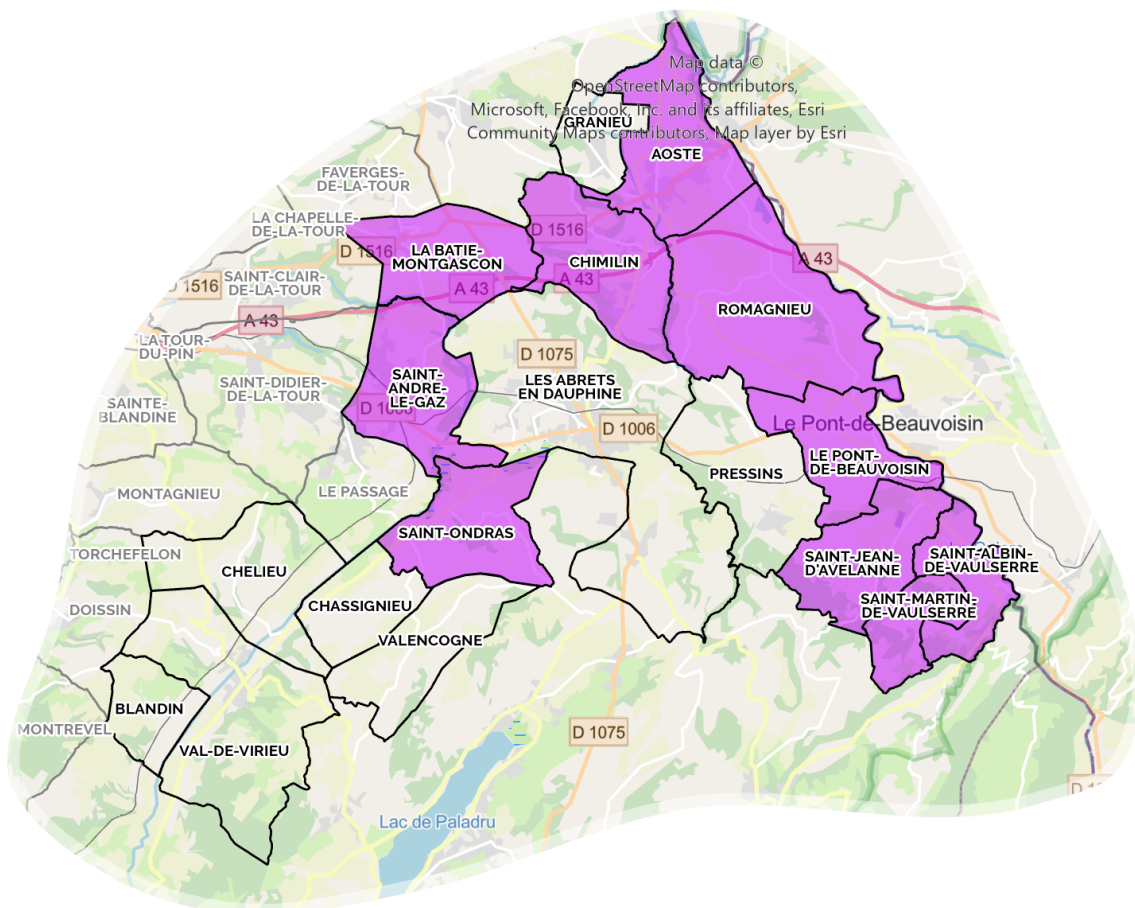 Map data ©
OpenStreetMap contributors,
Microsoft, Facebook, Inc. and its affiliates, Esri
Community Maps contributors, Map layer by Esri
GRANIEU
AOSTE
FAVERGES-
DE-LA-TOUR
LA CHAPELLE-
DE-LA-TOUR
D 1516
D 1516
LA BATIE-
MONTGASCON
CHIMILIN
A 43
SAINT-CLAIR-
DE-LA-TOUR
D 1516
A 43
A 43
ROMAGNIEU
A 43
LA TOUR-
DU-PIN
D 1075
SAINT-DIDIER-
DE-LA-TOUR
SAINT-
ANDRE-
LE-GAZ
LES ABRETS
EN DAUPHINE
SAINTE-
BLANDINE
D 1006
D 1006
Le Pont-de-Beauvoisin
LE PONT-
DE-BEAUVOISIN
PRESSINS
MONTAGNIEU
LE PASSAGE
SAINT-ONDRAS
TORCHEFELON
CHELIEU
SAINT-JEAN-
D'AVELANNE
SAINT-ALBIN-
DE-VAULSERRE
DOISSIN
CHASSIGNIEU
SAINT-MARTIN-
DE-VAULSERRE
VALENCOGNE
BLANDIN
MONTREVEL
VAL-DE-VIRIEU
D 1075
Lac de Paladru